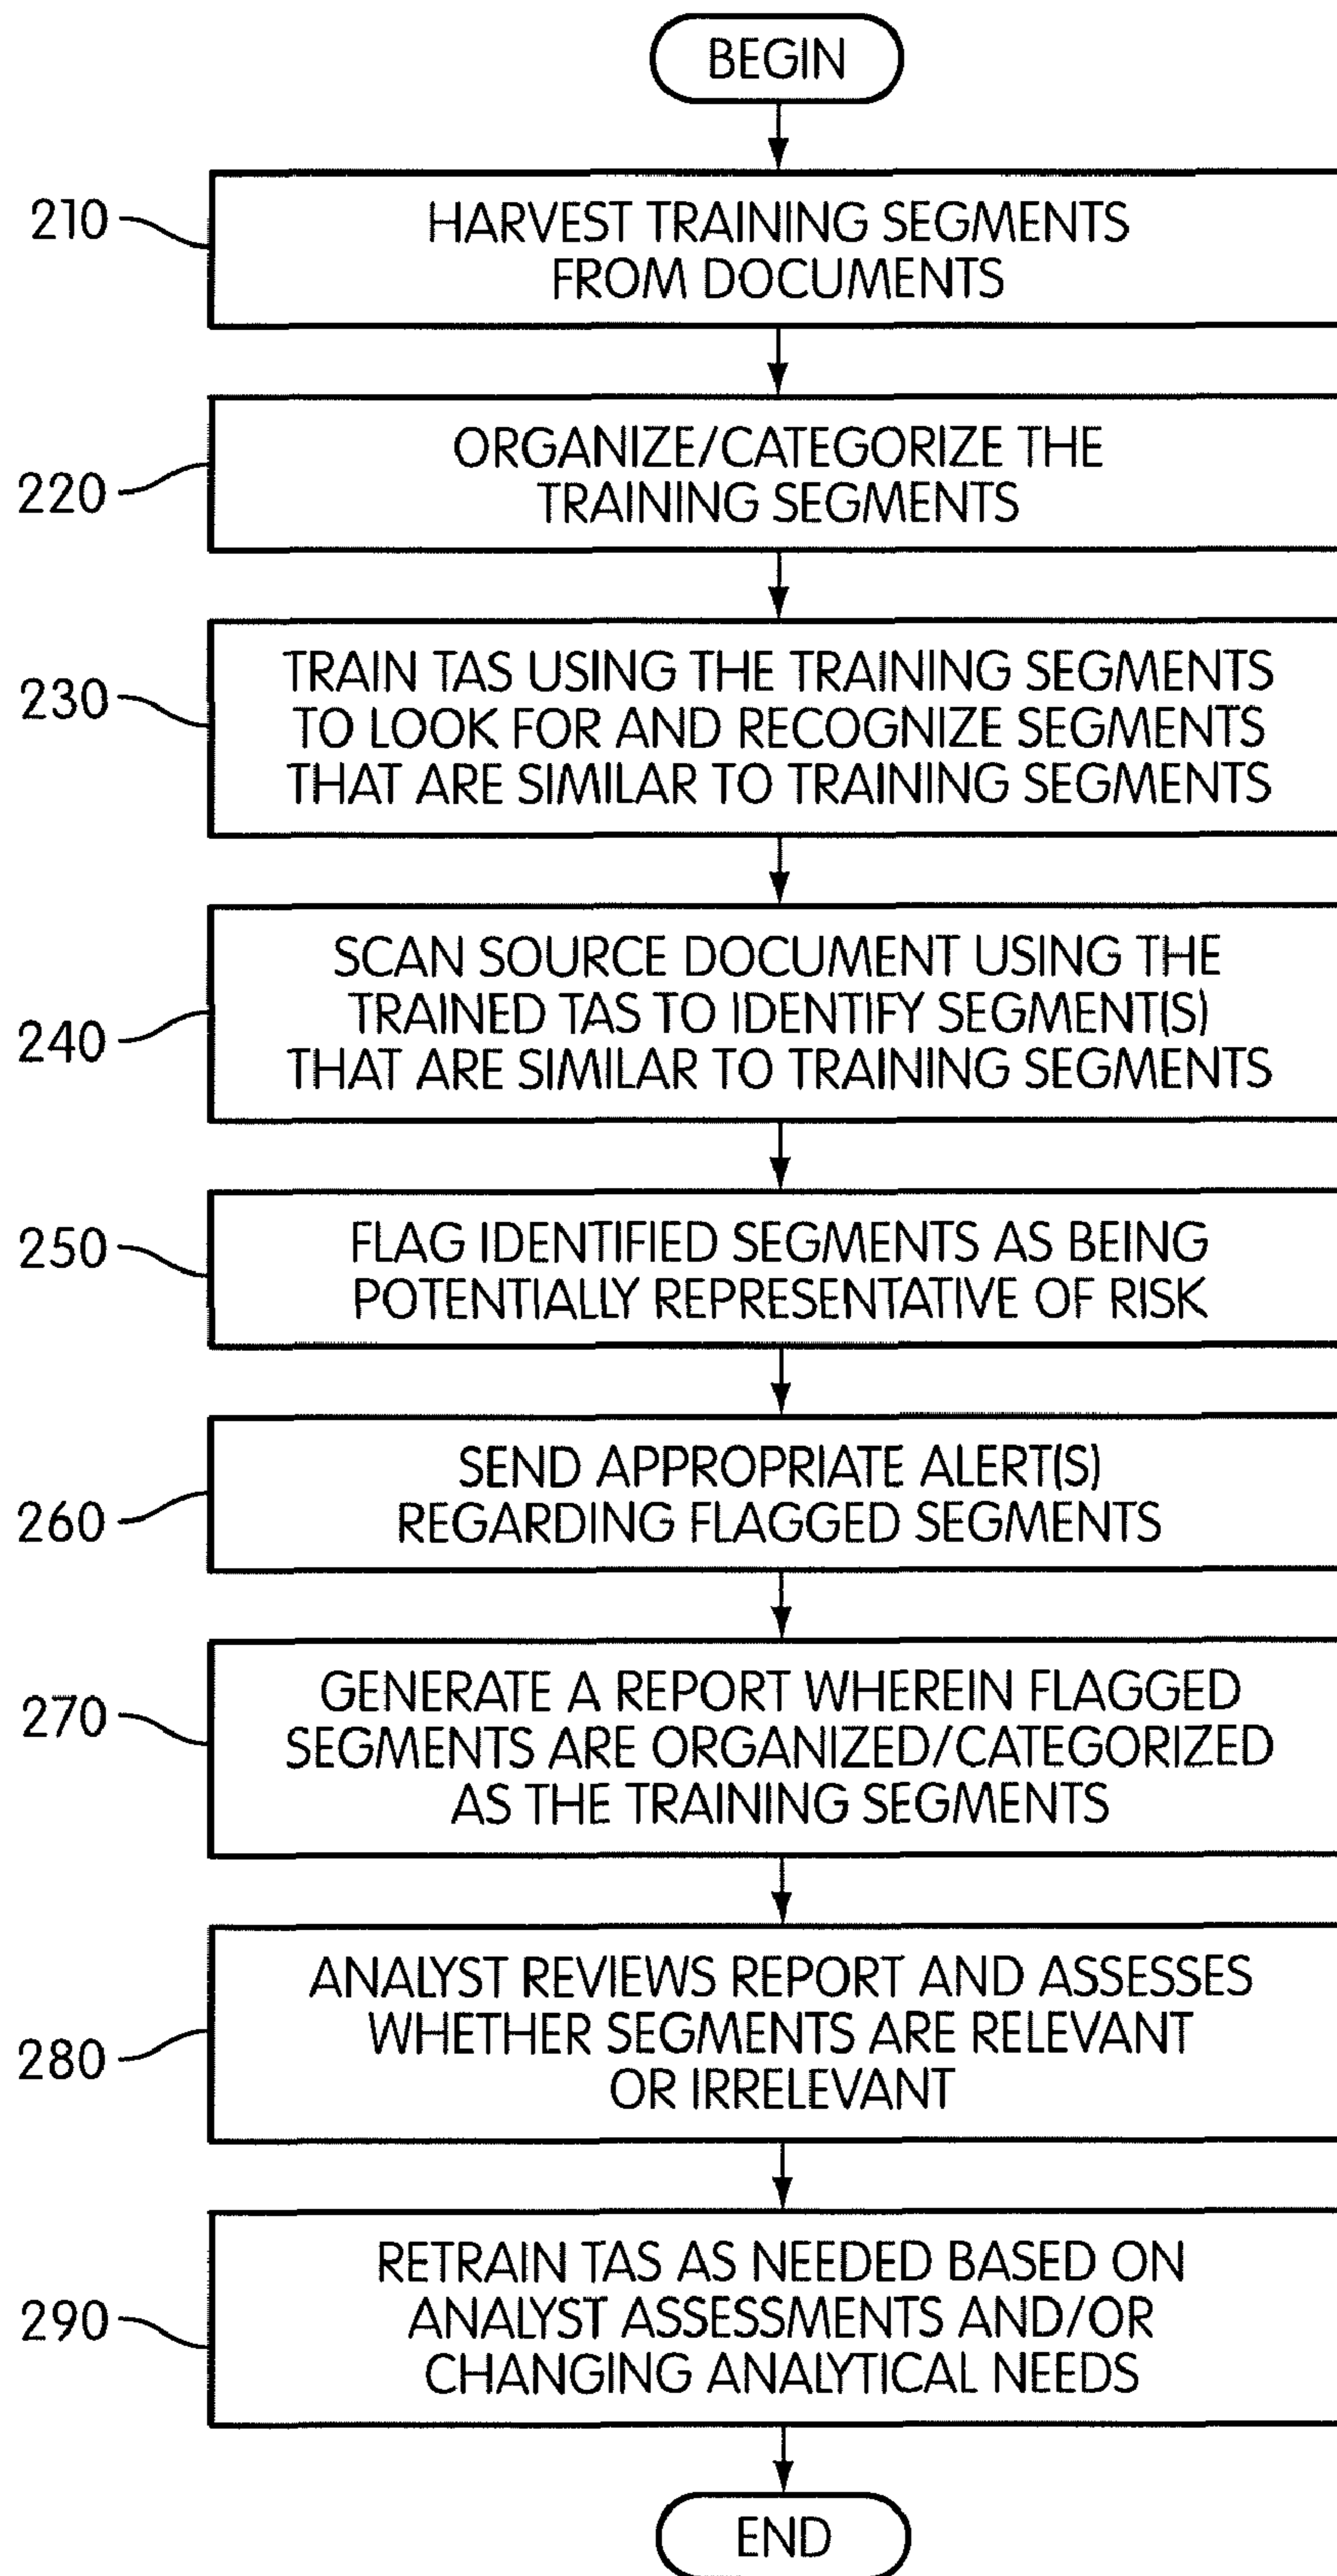 BEGIN
210
HARVEST TRAINING SEGMENTS
FROM DOCUMENTS
220
ORGANIZE/CATEGORIZE THE
TRAINING SEGMENTS
230
TRAIN TAS USING THE TRAINING SEGMENTS
TO LOOK FOR AND RECOGNIZE SEGMENTS
THAT ARE SIMILAR TO TRAINING SEGMENTS
240
SCAN SOURCE DOCUMENT USING THE
TRAINED TAS TO IDENTIFY SEGMENT(S)
THAT ARE SIMILAR TO TRAINING SEGMENTS
250
FLAG IDENTIFIED SEGMENTS AS BEING
POTENTIALLY REPRESENTATIVE OF RISK
260
SEND APPROPRIATE ALERT(S)
REGARDING FLAGGED SEGMENTS
270
GENERATE A REPORT WHEREIN FLAGGED
SEGMENTS ARE ORGANIZED/CATEGORIZED
AS THE TRAINING SEGMENTS
280
ANALYST REVIEWS REPORT AND ASSESSES
WHETHER SEGMENTS ARE RELEVANT
OR IRRELEVANT
290
RETRAIN TAS AS NEEDED BASED ON
ANALYST ASSESSMENTS AND/OR
CHANGING ANALYTICAL NEEDS
END